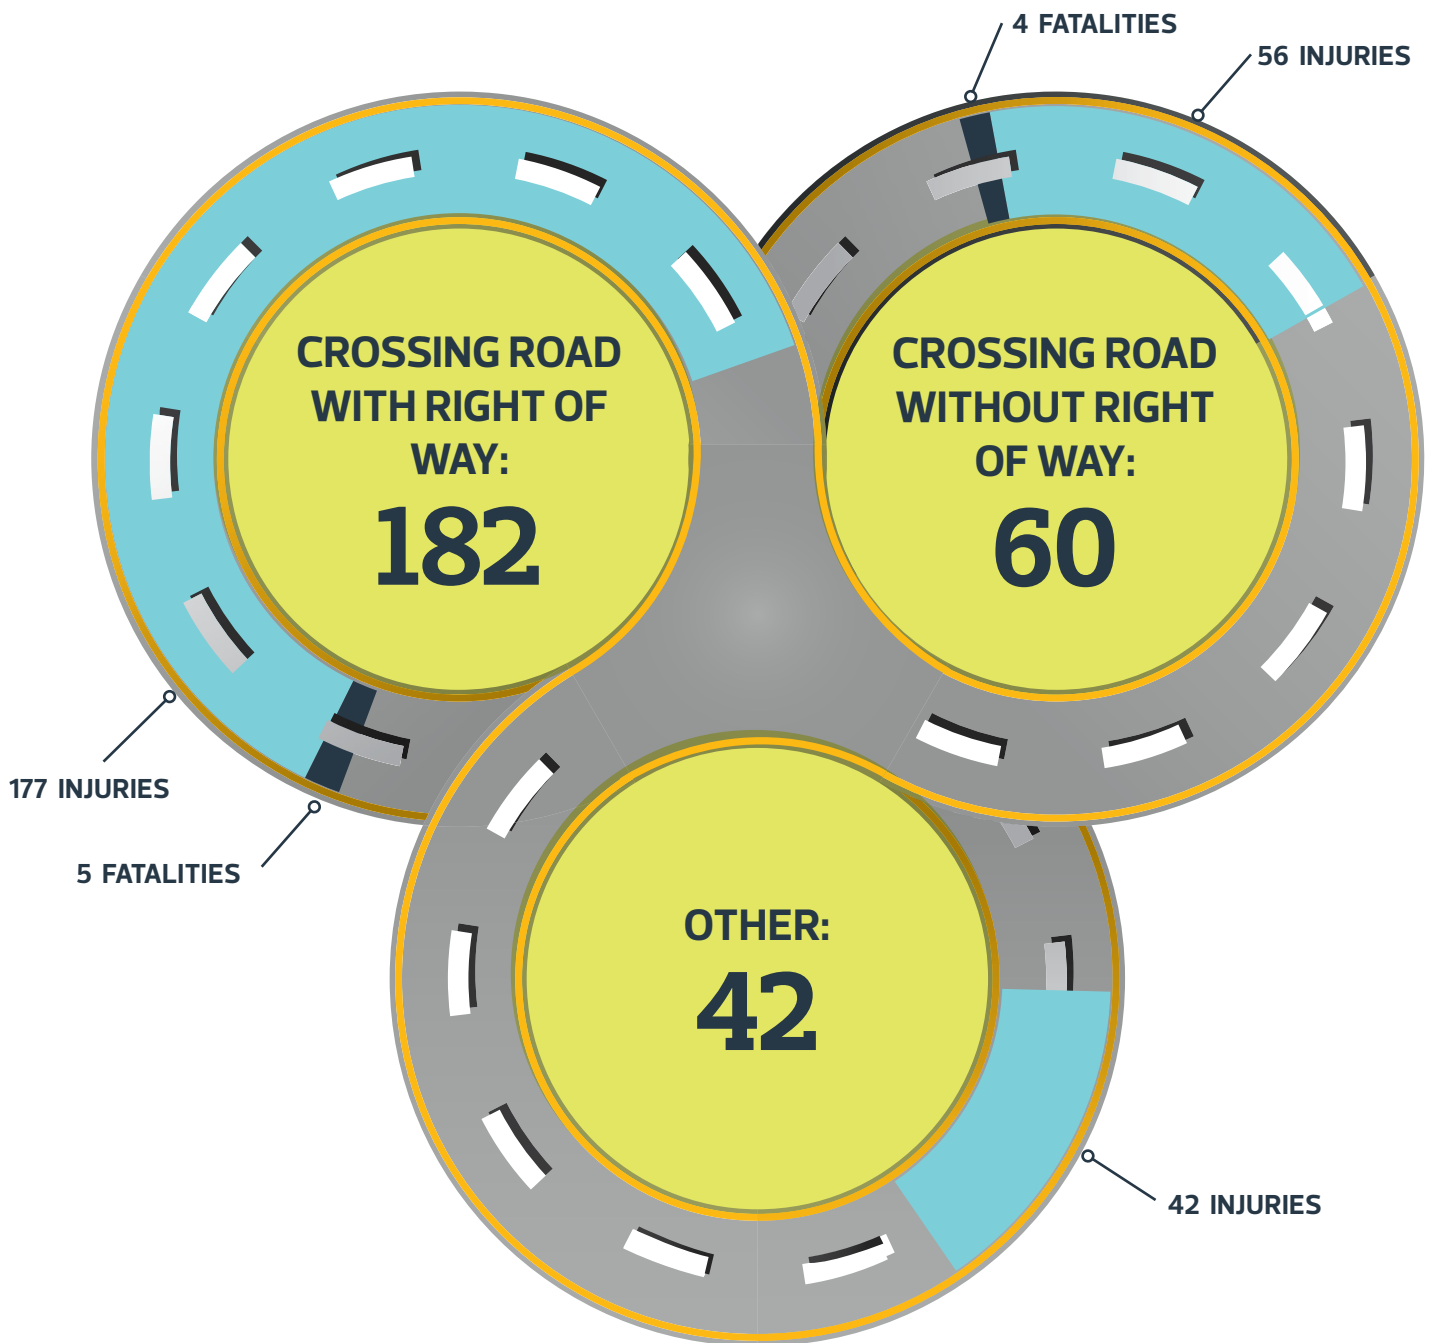 4 FATALITIES
56 INJURIES
CROSSING ROAD
WITH RIGHT OF
WAY:
182
CROSSING ROAD
WITHOUT RIGHT
OF WAY:
60
177 INJURIES
5 FATALITIES
OTHER:
42
42 INJURIES